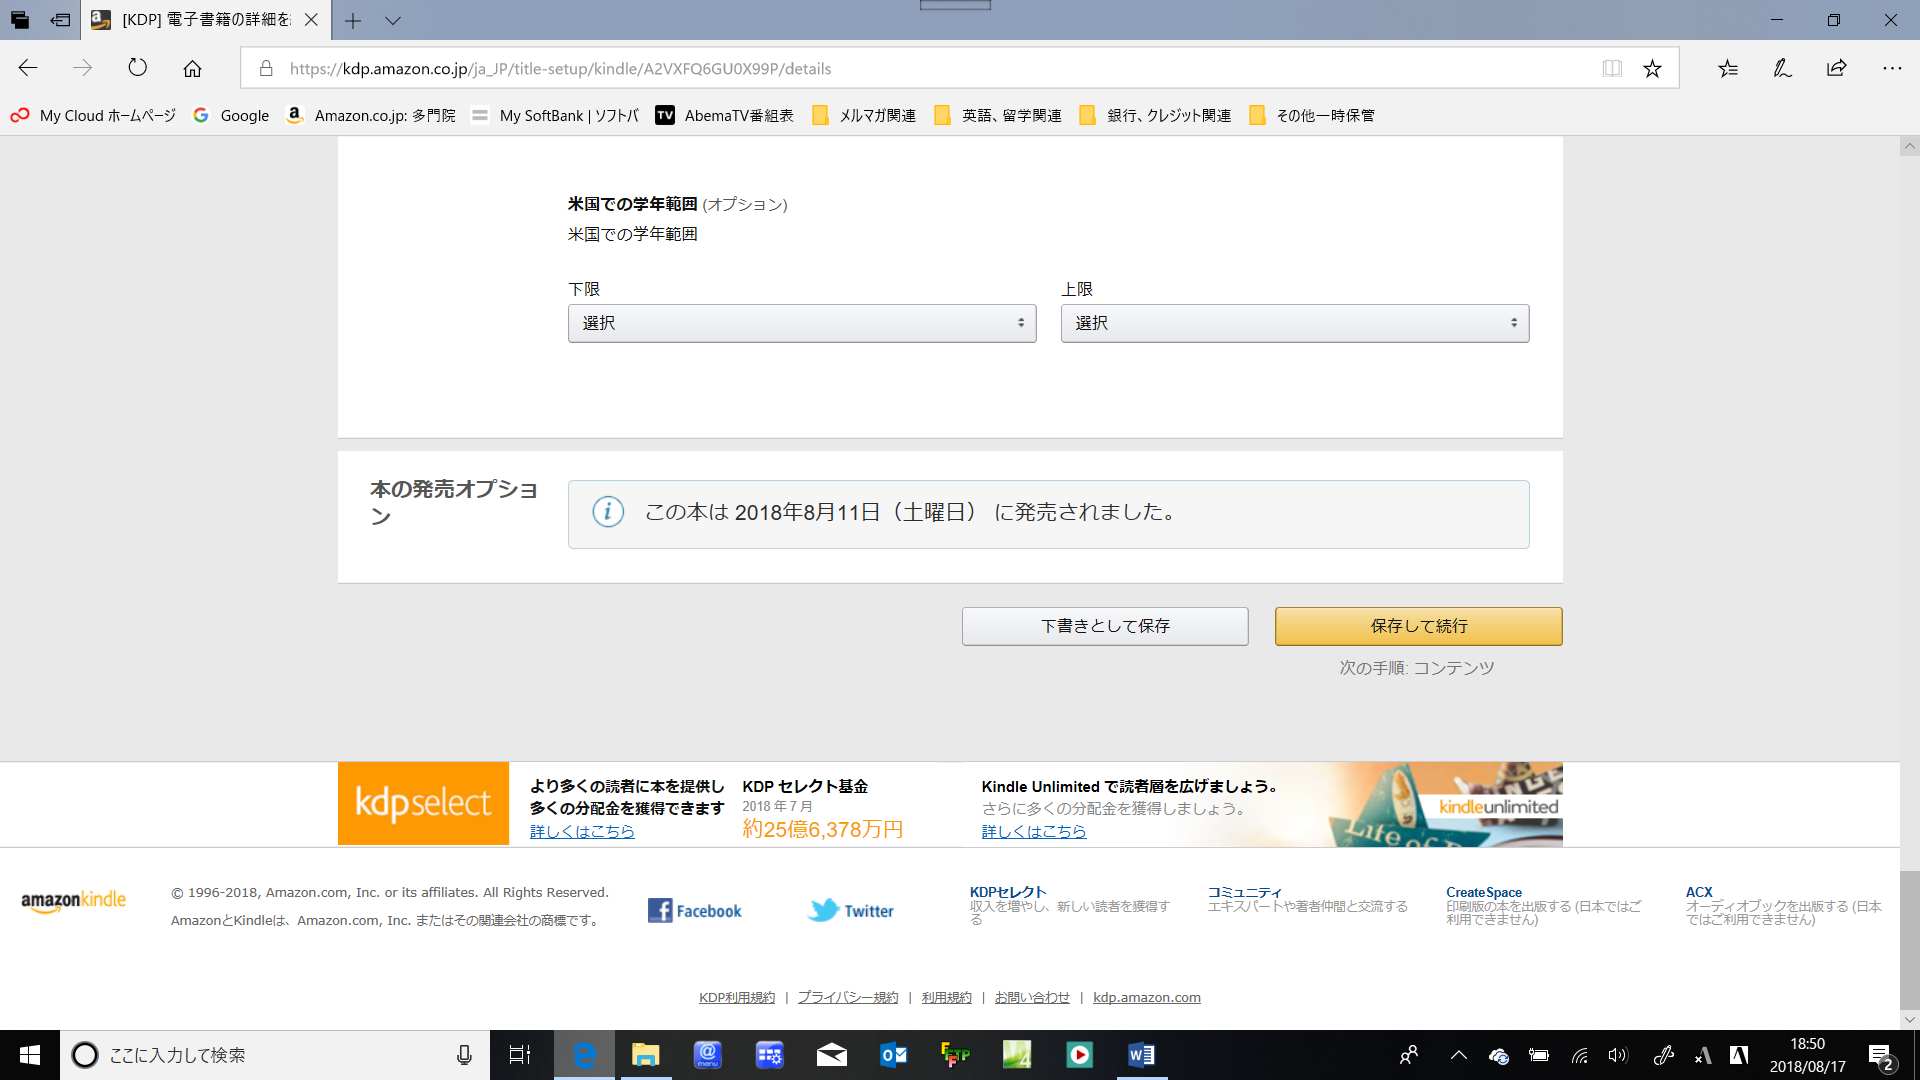 [KDP] 電子書籍の詳細を
https://kdp.amazon.co.jp/ja_JP/title-setup/kindle/A2VXFQ6GU0X99P/details
My Cloud ホームページ
Google
Amazon.co.jp: 多門院
My SoftBank | ソフトバ
TV AbemaTV番組表
メルマガ関連
英語、留学関連
銀行、クレジット関連
その他一時保管
米国での学年範囲 (オプション)
米国での学年範囲
下限
上限
選択
選択
本の発売オプショ
ン
この本は 2018年8月11日（土曜日） に発売されました。
下書きとして保存
保存して続行
次の手順: コンテンツ
kdpselect
より多くの読者に本を提供し
多くの分配金を獲得できます
詳しくはこちら
KDP セレクト基金
2018 年 7 月
約25億6,378万円
Kindle Unlimited で読者層を広げましょう。
さらに多くの分配金を獲得しましょう。
詳しくはこちら
kindleunlimited
amazonkindle
© 1996-2018, Amazon.com, Inc. or its affiliates. All Rights Reserved.
AmazonとKindleは、Amazon.com, Inc. またはその関連会社の商標です。
Facebook
Twitter
KDPセレクト
収入を増やし、新しい読者を獲得す
る
コミュニティ
エキスパートや著者仲間と交流する
CreateSpace
印刷版の本を出版する (日本ではご
利用できません)
ACX
オーディオブックを出版する (日本
ではご利用できません)
KDP利用規約 | プライバシー規約 | 利用規約 | お問い合わせ | kdp.amazon.com
ここに入力して検索
18:50
2018/08/17
2